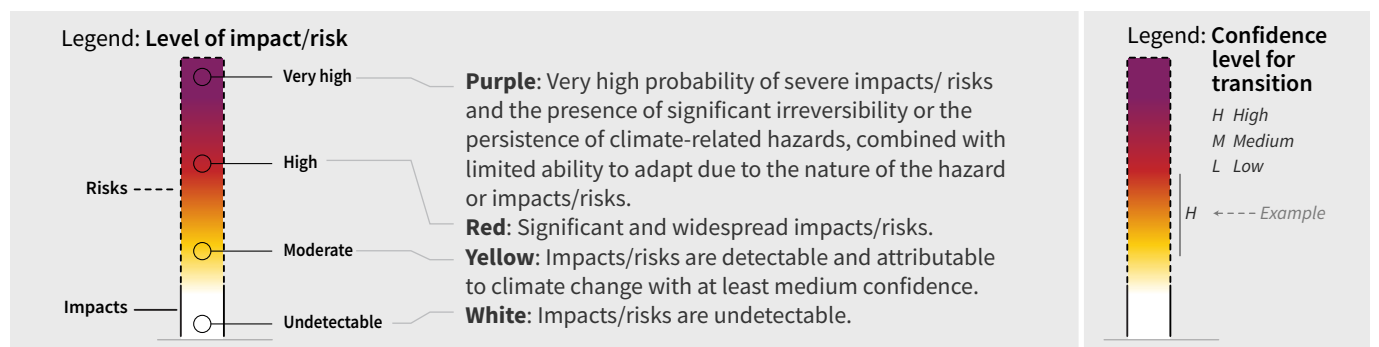 Legend: Level of impact/risk
Very high
High
Moderate
Undetectable
Risks
Impacts
Purple: Very high probability of severe impacts/ risks
and the presence of significant irreversibility or the
persistence of climate-related hazards, combined with
limited ability to adapt due to the nature of the hazard
or impacts/risks.
Red: Significant and widespread impacts/risks.
Yellow: Impacts/risks are detectable and attributable
to climate change with at least medium confidence.
White: Impacts/risks are undetectable.
Legend: Confidence
level for
transition
H High
M Medium
L Low
H
Example